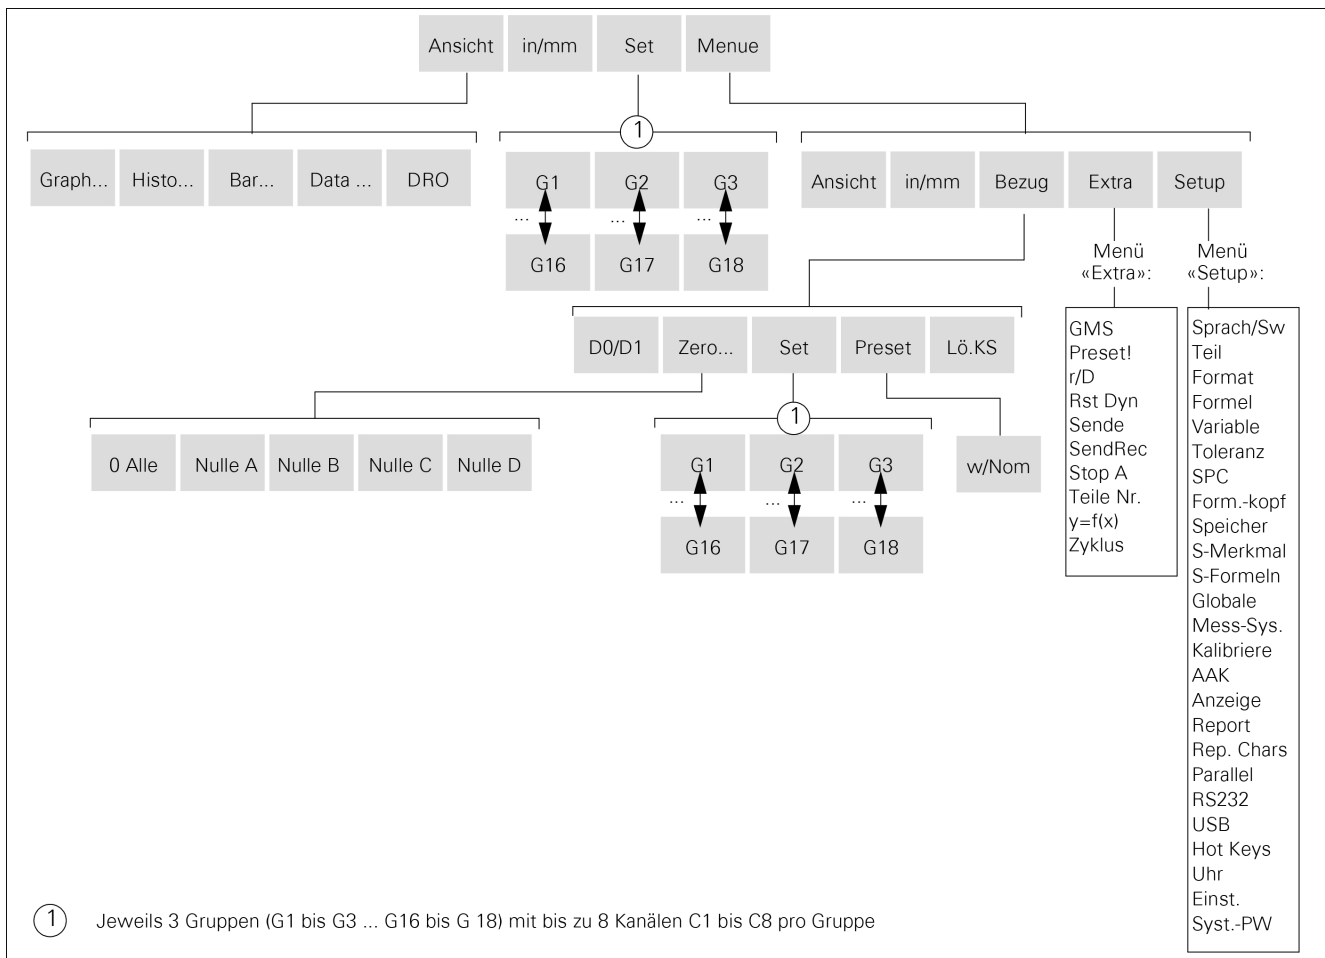 Ansicht in/mm Set Menue
1
Graph... Histo... Bar... Data ... DRO
G1 G2 G3
... ... ...
G16 G17 G18
Ansicht in/mm Bezug Extra Setup
Menü
«Extra»:
Menü
«Setup»:
D0/D1 Zero... Set Preset Lö.KS
1
0 Alle Nulle A Nulle B Nulle C Nulle D
G1 G2 G3
... ... ...
G16 G17 G18
w/Nom
GMS
Preset!
r/D
Rst Dyn
Sende
SendRec
Stop A
Teile Nr.
y=f(x)
Zyklus
Sprach/Sw
Teil
Format
Formel
Variable
Toleranz
SPC
Form.-kopf
Speicher
S-Merkmal
S-Formeln
Globale
Mess-Sys.
Kalibriere
AAK
Anzeige
Report
Rep. Chars
Parallel
RS232
USB
Hot Keys
Uhr
Einst.
Syst.-PW
1 Jeweils 3 Gruppen (G1 bis G3 ... G16 bis G 18) mit bis zu 8 Kanälen C1 bis C8 pro Gruppe